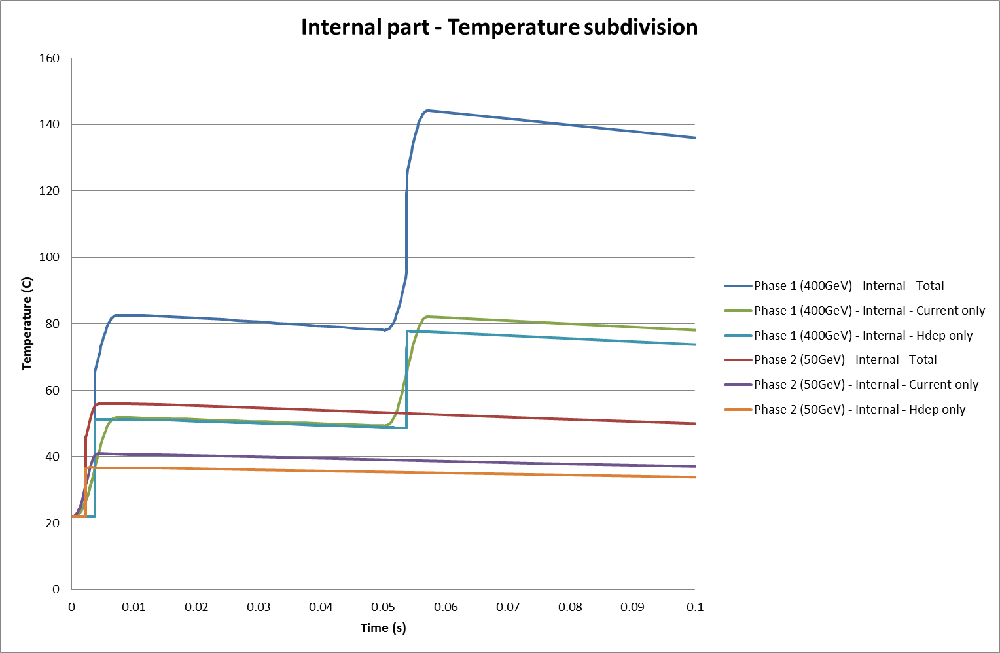 Internal part - Temperature subdivision
160
140
120
100
80
60
40
20
0
Temperature (C)
0 0.01 0.02 0.03 0.04 0.05 0.06 0.07 0.08 0.09 0.1
Time (s)
Phase 1 (400GeV) - Internal - Total
Phase 1 (400GeV) - Internal - Current only
Phase 1 (400GeV) - Internal - Hdep only
Phase 2 (50GeV) - Internal - Total
Phase 2 (50GeV) - Internal - Current only
Phase 2 (50GeV) - Internal - Hdep only